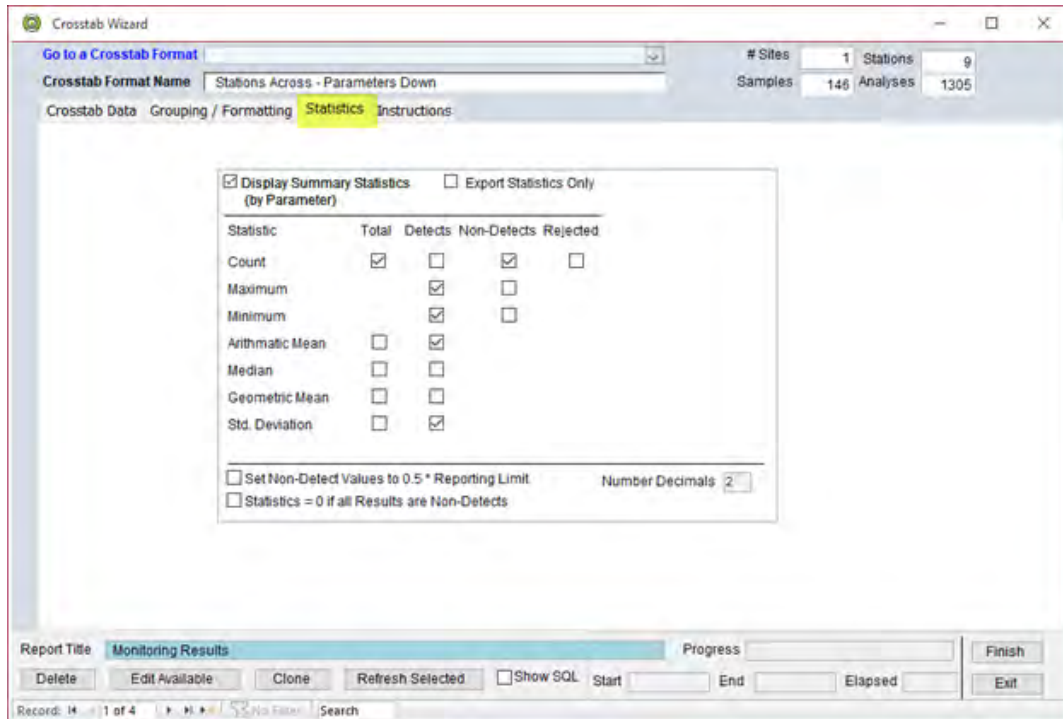 Crosstab Wizard
Go to a Crosstab Format
# Sites 1 Stations 9
Crosstab Format Name Stations Across - Parameters Down
Samples 146 Analyses 1305
Crosstab Data Grouping / Formatting Statistics Instructions
Display Summary Statistics
(by Parameter)
Export Statistics Only
Statistic Total Detects Non-Detects Rejected
Count
Maximum
Minimum
Arithmatic Mean
Median
Geometric Mean
Std. Deviation
Set Non-Detect Values to 0.5 * Reporting Limit
Number Decimals 2
Statistics = 0 if all Results are Non-Detects
Report Title Monitoring Results Progress Finish
Delete Edit Available Clone Refresh Selected Show SQL Start End Elapsed Exit
Record: 1 of 4 No Filter Search